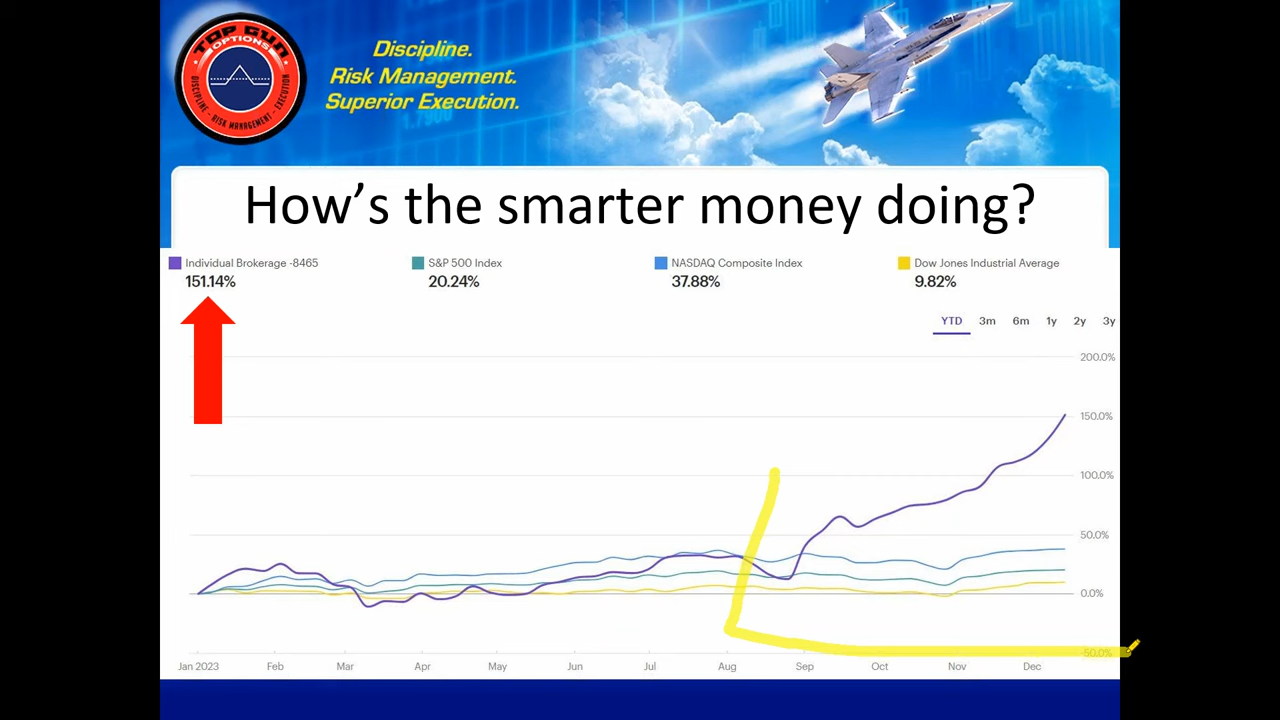 TOP GUN
OPTIONS
DISCIPLINE - RISK MANAGEMENT - EXECUTION
Discipline.
Risk Management.
Superior Execution.
How's the smarter money doing?
Individual Brokerage -8465
151.14%
S&P 500 Index
20.24%
NASDAQ Composite Index
37.88%
Dow Jones Industrial Average
9.82%
YTD 3m 6m 1y 2y 3y
200.0%
150.0%
100.0%
50.0%
0.0%
-50.0%
Jan 2023 Feb Mar Apr May Jun Jul Aug Sep Oct Nov Dec